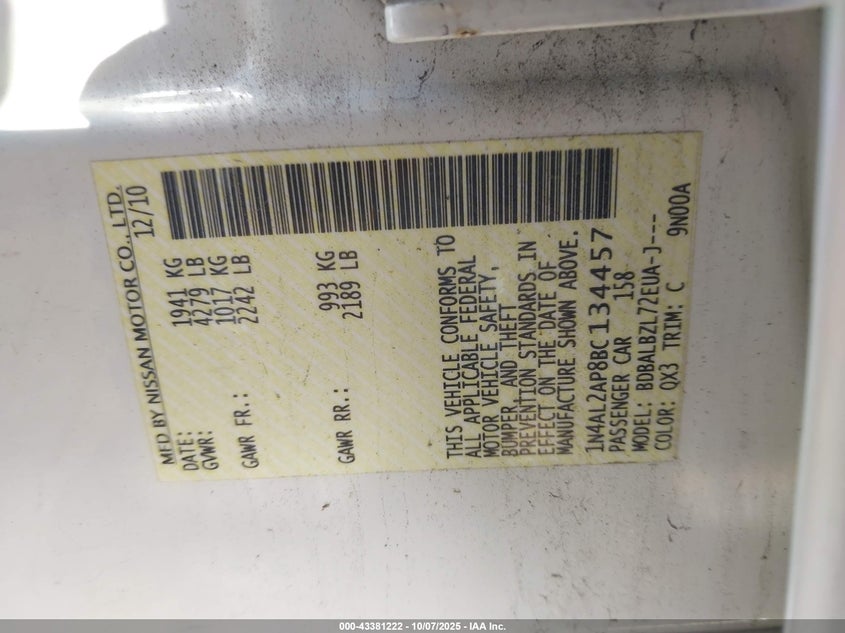 MFD BY NISSAN MOTOR CO., LTD.
DATE: 12/10
GVWR: 1941 KG
4279 LB
GAWR FR.: 1017 KG
2242 LB
GAWR RR.: 993 KG
2189 LB
THIS VEHICLE CONFORMS TO
ALL APPLICABLE FEDERAL
MOTOR VEHICLE SAFETY,
BUMPER, AND THEFT
PREVENTION STANDARDS IN
EFFECT ON THE DATE OF
MANUFACTURE SHOWN ABOVE.
1N4AL2AP8BC134457
PASSENGER CAR 158
MODEL: BDBALBZL72EUA-J---
COLOR: QX3 TRIM: C 9N00A
000-43381222 - 10/07/2025 - IAA Inc.